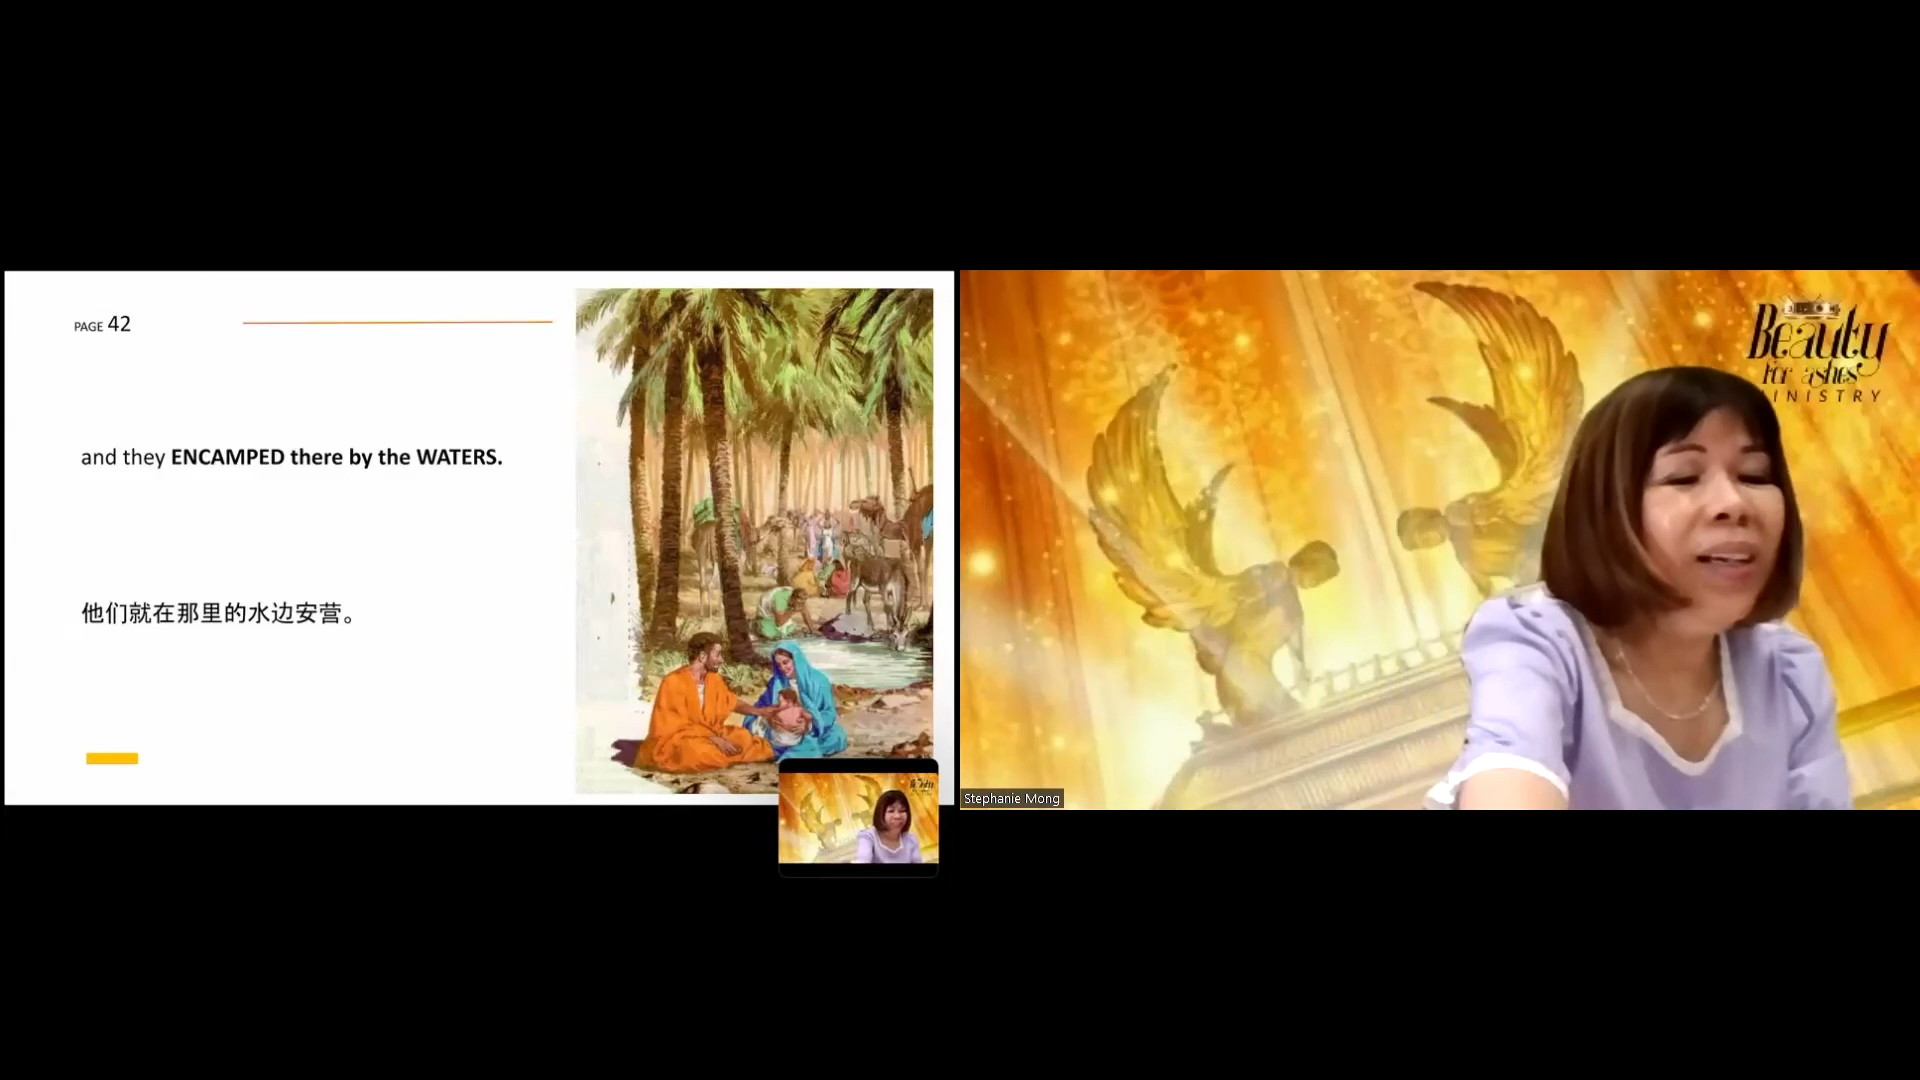 PAGE 42
and they ENCAMPED there by the WATERS.
他们就在那里的水边安营。
Beauty
For ashes
MINISTRY
Stephanie Mong